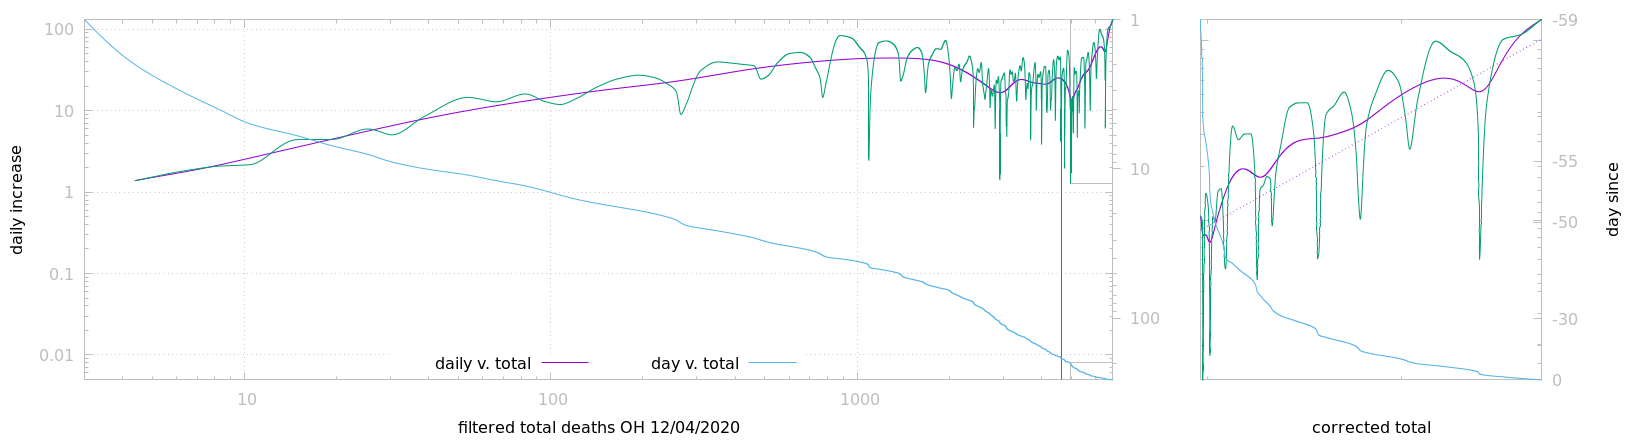 100
10
1
0.1
0.01
daily increase
daily v. total
day v. total
10
100
1000
filtered total deaths OH 12/04/2020
1
10
100
-59
-55
-50
-30
0
day since
corrected total